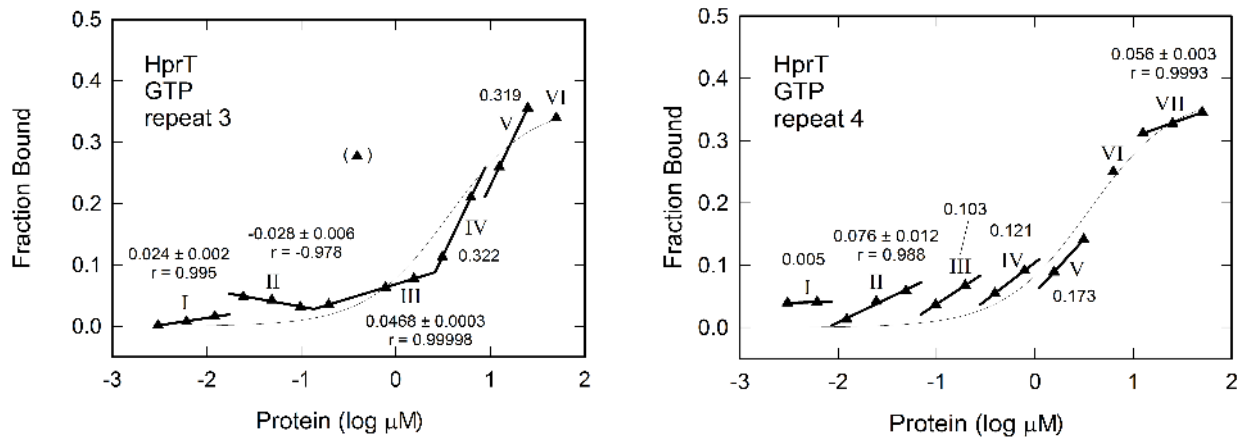 0.5
0.4
0.3
0.2
0.1
0.0
Fraction Bound
HprT
GTP
repeat 3
0.319
VI
V
(▲)
0.024 ± 0.002
r = 0.995
-0.028 ± 0.006
r = -0.978
I
II
III
IV
0.322
0.0468 ± 0.0003
r = 0.99998
-3
-2
-1
0
1
2
Protein (log μM)
0.5
0.4
0.3
0.2
0.1
0.0
Fraction Bound
HprT
GTP
repeat 4
0.056 ± 0.003
r = 0.9993
VII
VI
0.103
0.076 ± 0.012
r = 0.988
0.121
0.005
I
II
III
IV
V
0.173
-3
-2
-1
0
1
2
Protein (log μM)